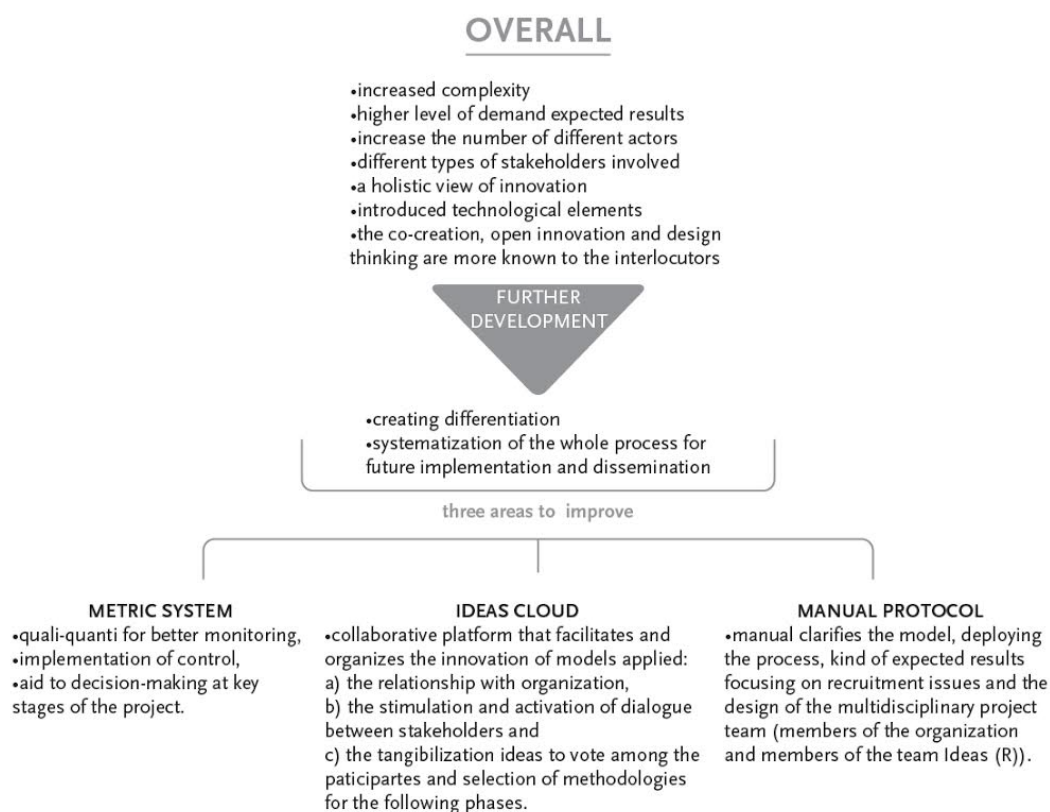 OVERALL
•increased complexity
•higher level of demand expected results
•increase the number of different actors
•different types of stakeholders involved
•a holistic view of innovation
•introduced technological elements
•the co-creation, open innovation and design
thinking are more known to the interlocutors
FURTHER
DEVELOPMENT
•creating differentiation
•systematization of the whole process for
future implementation and dissemination
three areas to improve
METRIC SYSTEM
•quali-quanti for better monitoring,
•implementation of control,
•aid to decision-making at key
stages of the project.
IDEAS CLOUD
•collaborative platform that facilitates and
organizes the innovation of models applied:
a) the relationship with organization,
b) the stimulation and activation of dialogue
between stakeholders and
c) the tangibilization ideas to vote among the
paticipartes and selection of methodologies
for the following phases.
MANUAL PROTOCOL
•manual clarifies the model, deploying
the process, kind of expected results
focusing on recruitment issues and the
design of the multidisciplinary project
team (members of the organization
and members of the team Ideas (R)).